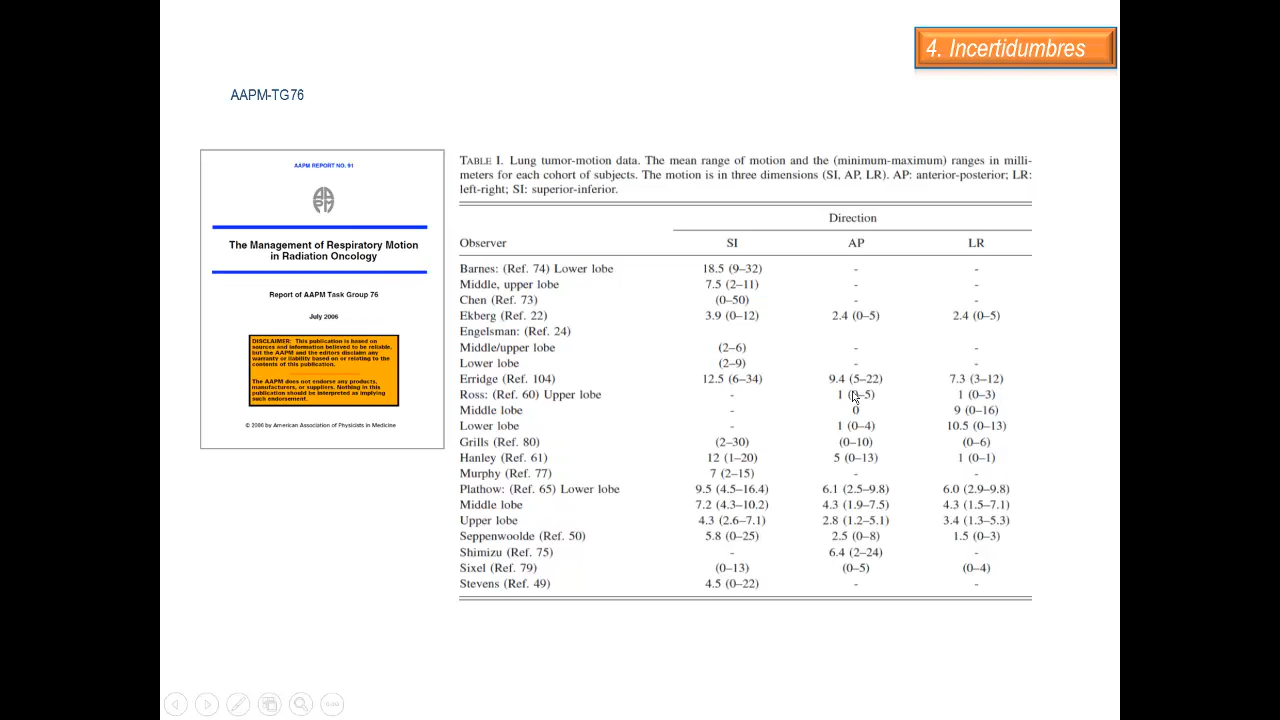 4. Incertidumbres
AAPM-TG76
AAPM REPORT NO. 91
The Management of Respiratory Motion
in Radiation Oncology
Report of AAPM Task Group 76
July 2006
DISCLAIMER: This publication is based on
sources and information believed to be reliable,
but the AAPM and the editors disclaim any
warranty or liability based on or relating to the
contents of this publication.
The AAPM does not endorse any products,
manufacturers, or suppliers. Nothing in this
publication should be interpreted as implying
such endorsement.
© 2006 by American Association of Physicists in Medicine
TABLE I. Lung tumor-motion data. The mean range of motion and the (minimum-maximum) ranges in milli-
meters for each cohort of subjects. The motion is in three dimensions (SI, AP, LR). AP: anterior-posterior; LR:
left-right; SI: superior-inferior.
Direction
Observer SI AP LR
Barnes: (Ref. 74) Lower lobe 18.5 (9–32) - -
Middle, upper lobe 7.5 (2–11) - -
Chen (Ref. 73) (0–50) - -
Ekberg (Ref. 22) 3.9 (0–12) 2.4 (0–5) 2.4 (0–5)
Engelsman: (Ref. 24)
Middle/upper lobe (2–6) - -
Lower lobe (2–9) - -
Erridge (Ref. 104) 12.5 (6–34) 9.4 (5–22) 7.3 (3–12)
Ross: (Ref. 60) Upper lobe - 1 (0–5) 1 (0–3)
Middle lobe - 0 9 (0–16)
Lower lobe - 1 (0–4) 10.5 (0–13)
Grills (Ref. 80) (2–30) (0–10) (0–6)
Hanley (Ref. 61) 12 (1–20) 5 (0–13) 1 (0–1)
Murphy (Ref. 77) 7 (2–15) - -
Plathow: (Ref. 65) Lower lobe 9.5 (4.5–16.4) 6.1 (2.5–9.8) 6.0 (2.9–9.8)
Middle lobe 7.2 (4.3–10.2) 4.3 (1.9–7.5) 4.3 (1.5–7.1)
Upper lobe 4.3 (2.6–7.1) 2.8 (1.2–5.1) 3.4 (1.3–5.3)
Seppenwoolde (Ref. 50) 5.8 (0–25) 2.5 (0–8) 1.5 (0–3)
Shimizu (Ref. 75) - 6.4 (2–24) -
Sixel (Ref. 79) (0–13) (0–5) (0–4)
Stevens (Ref. 49) 4.5 (0–22) - -